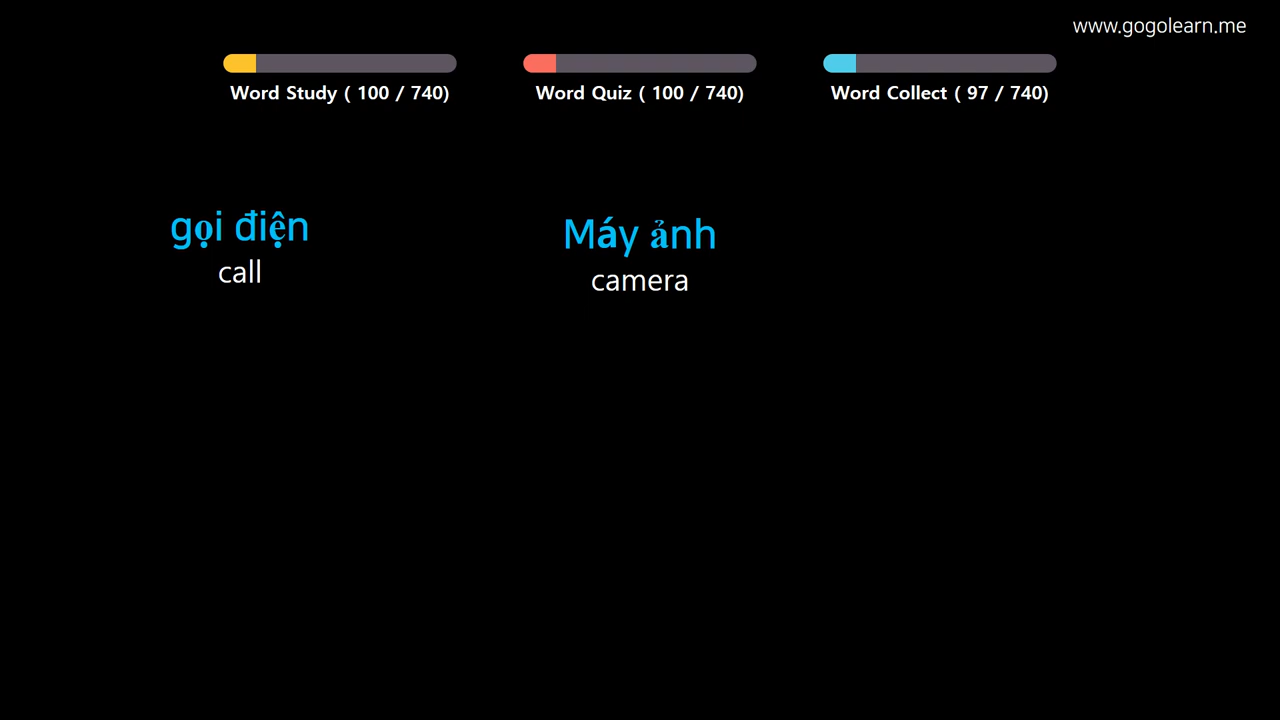 www.gogolearn.me
Word Study ( 100 / 740)
Word Quiz ( 100 / 740)
Word Collect ( 97 / 740)
gọi điện
call
Máy ảnh
camera